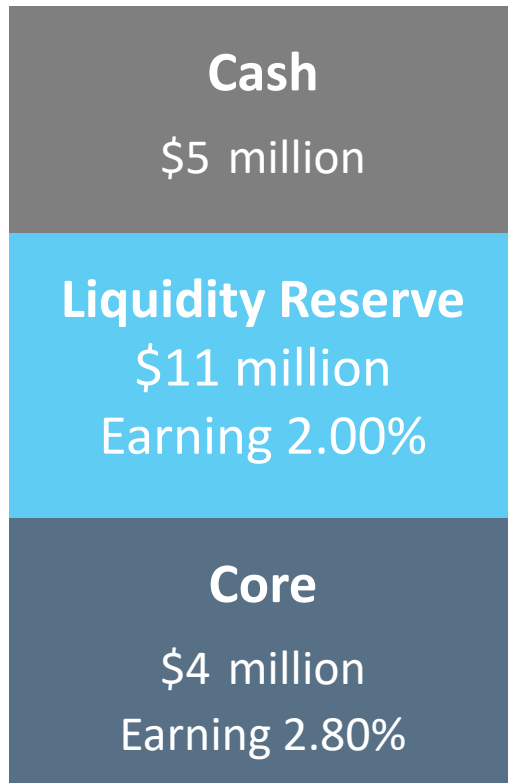 Cash
$5 million
Liquidity Reserve
$11 million
Earning 2.00%
Core
$4 million
Earning 2.80%